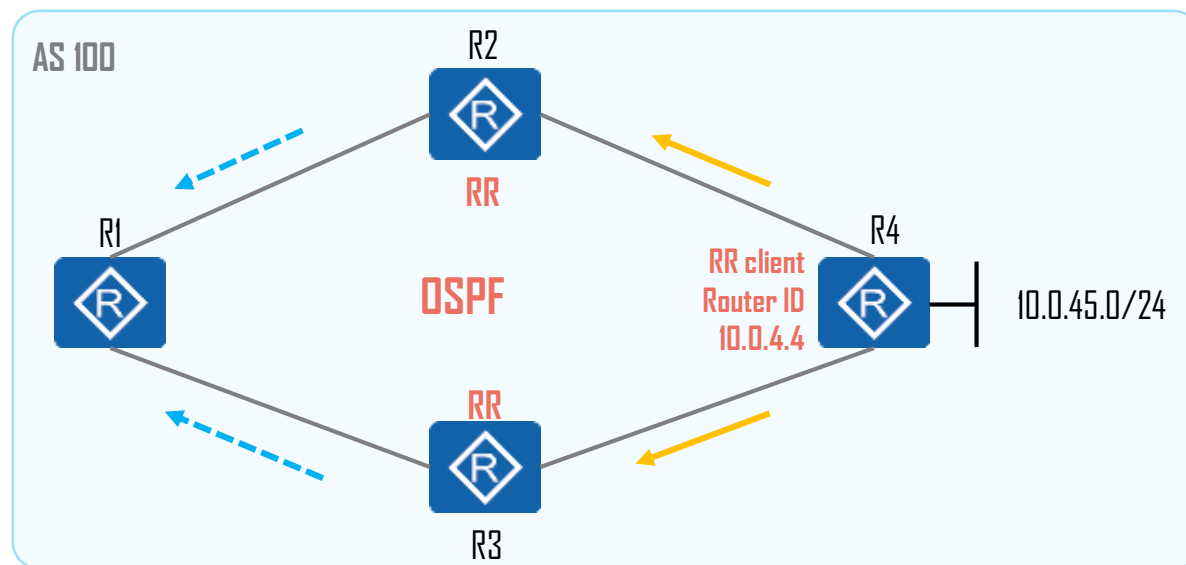 AS 100
R2
R
RR
R1
R
OSPF
RR client
Router ID
10.0.4.4
R4
R
10.0.45.0/24
RR
R
R3